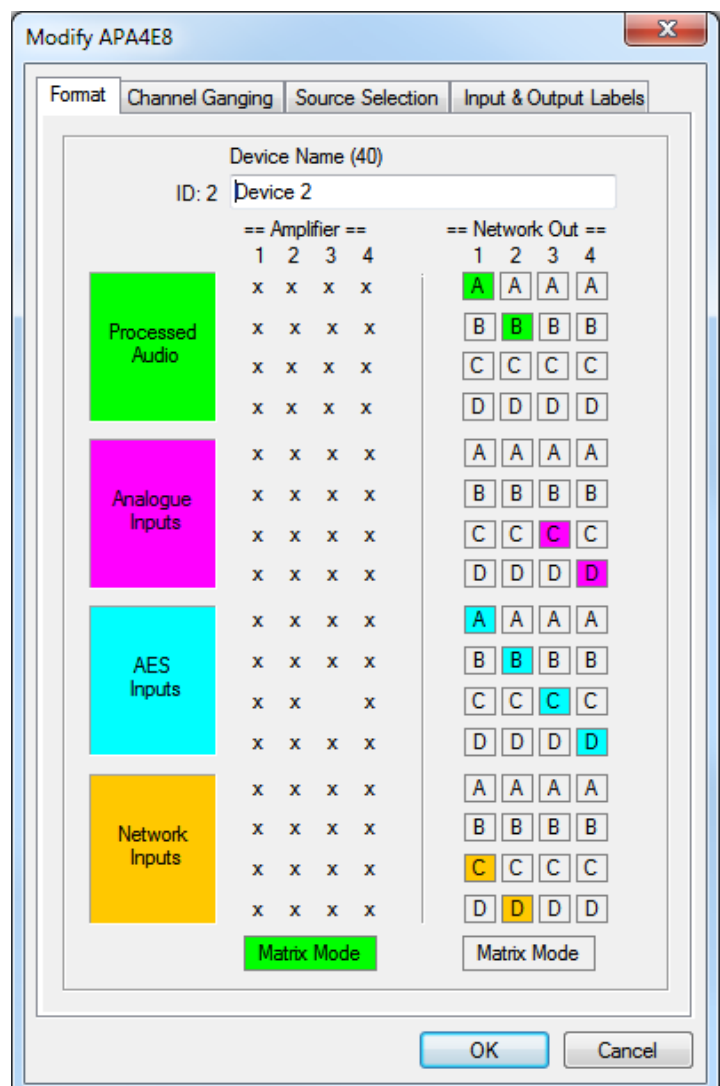 Modify APA4E8
x
Format Channel Ganging Source Selection Input & Output Labels
Device Name (40)
ID: 2 Device 2
== Amplifier == == Network Out ==
1 2 3 4 1 2 3 4
Processed Audio
x x x x A A A A
x x x x B B B B
x x x x C C C C
x x x x D D D D
Analogue Inputs
x x x x A A A A
x x x x B B B B
x x x x C C C C
x x x x D D D D
AES Inputs
x x x x A A A A
x x x x B B B B
x x x C C C C
x x x x D D D D
Network Inputs
x x x x A A A A
x x x x B B B B
x x x x C C C C
x x x x D D D D
Matrix Mode Matrix Mode
OK Cancel